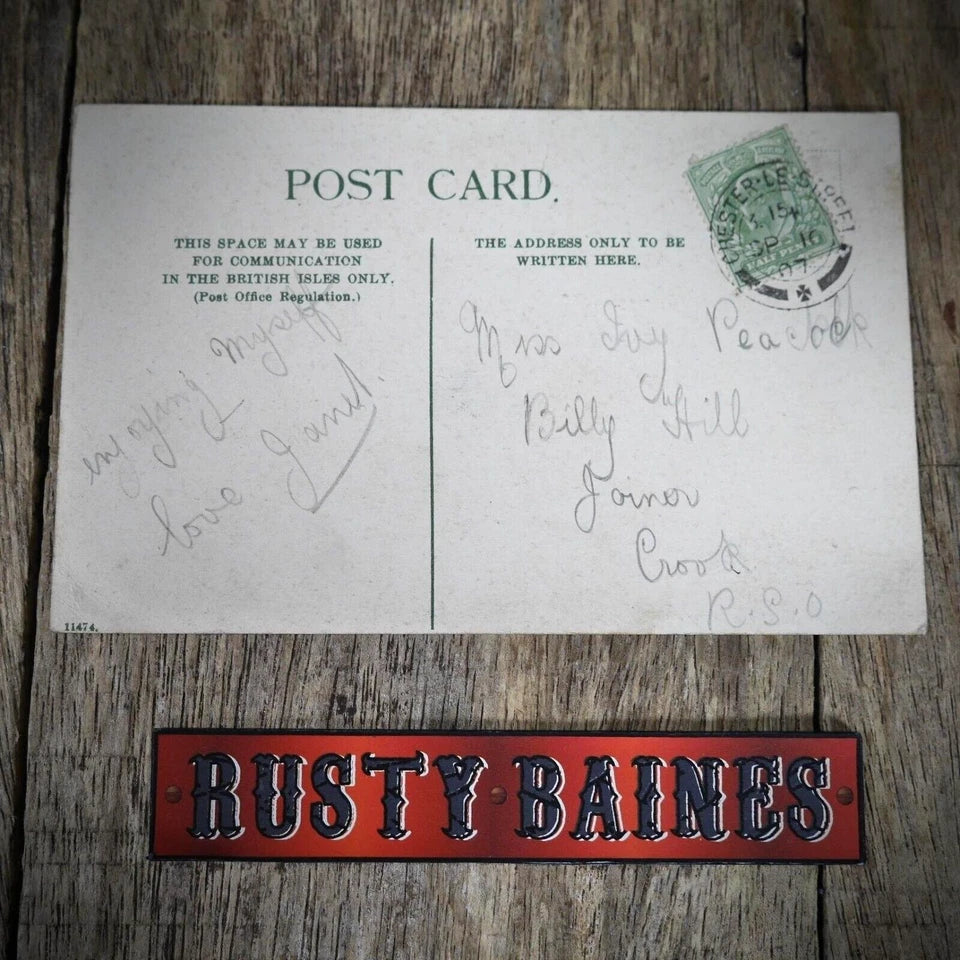 POST CARD.
THIS SPACE MAY BE USED
FOR COMMUNICATION
IN THE BRITISH ISLES ONLY.
(Post Office Regulation.)
enjoying myself
love Janet.
11474.
THE ADDRESS ONLY TO BE
WRITTEN HERE.
CHESTER-LE-STREET
SP 16
07
Miss Ivy Peacock
Billy Hill
Joiner
Crook
R.S.O
RUSTY BAINES